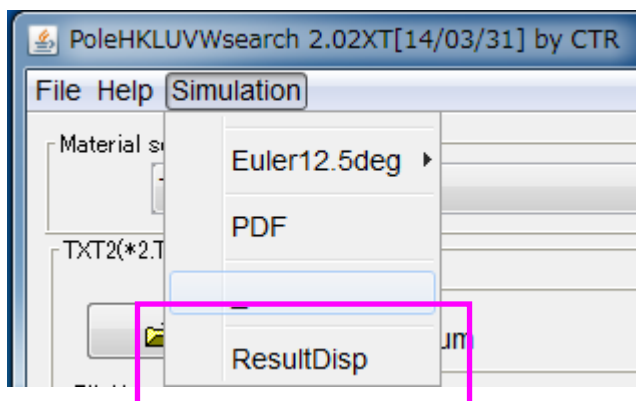 PoleHKLUVWsearch 2.02XT[14/03/31] by CTR
File Help Simulation
Material s
Euler12.5deg
PDF
TXT2(*2.T
um
ResultDisp